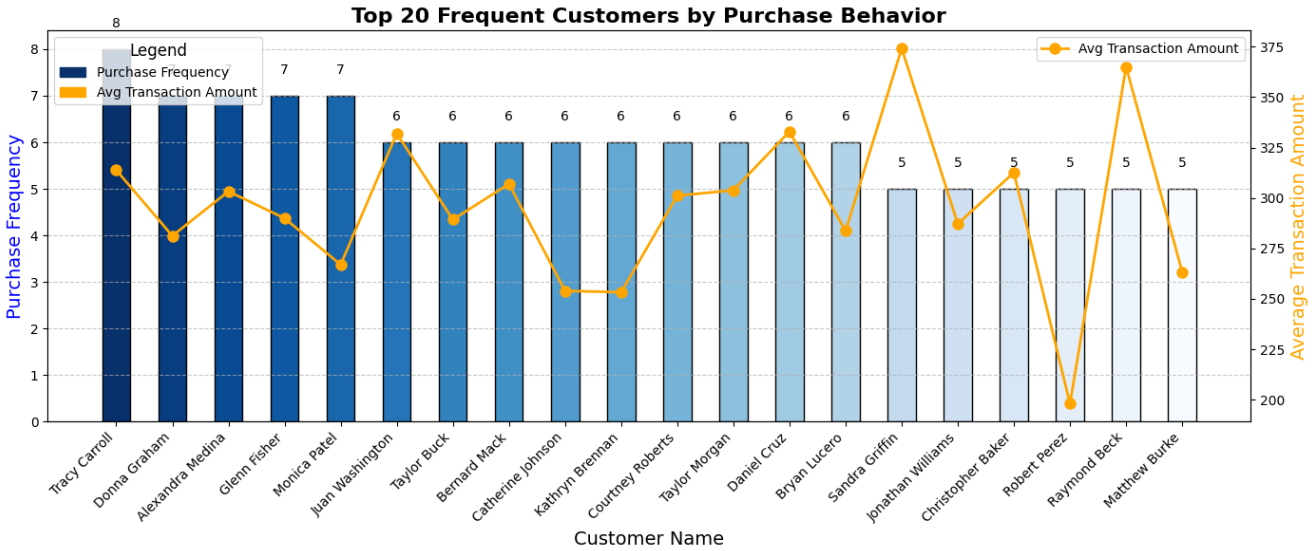 Top 20 Frequent Customers by Purchase Behavior
8
7
7
7
7
6
6
6
6
6
6
6
6
6
5
5
5
5
5
5
Legend
Purchase Frequency
Avg Transaction Amount
Avg Transaction Amount
Purchase Frequency
8
7
6
5
4
3
2
1
0
375
350
325
300
275
250
225
200
Average Transaction Amount
Tracy Carroll
Donna Graham
Alexandra Medina
Glenn Fisher
Monica Patel
Juan Washington
Taylor Buck
Bernard Mack
Catherine Johnson
Kathryn Brennan
Courtney Roberts
Taylor Morgan
Daniel Cruz
Bryan Lucero
Sandra Griffin
Jonathan Williams
Christopher Baker
Robert Perez
Raymond Beck
Matthew Burke
Customer Name